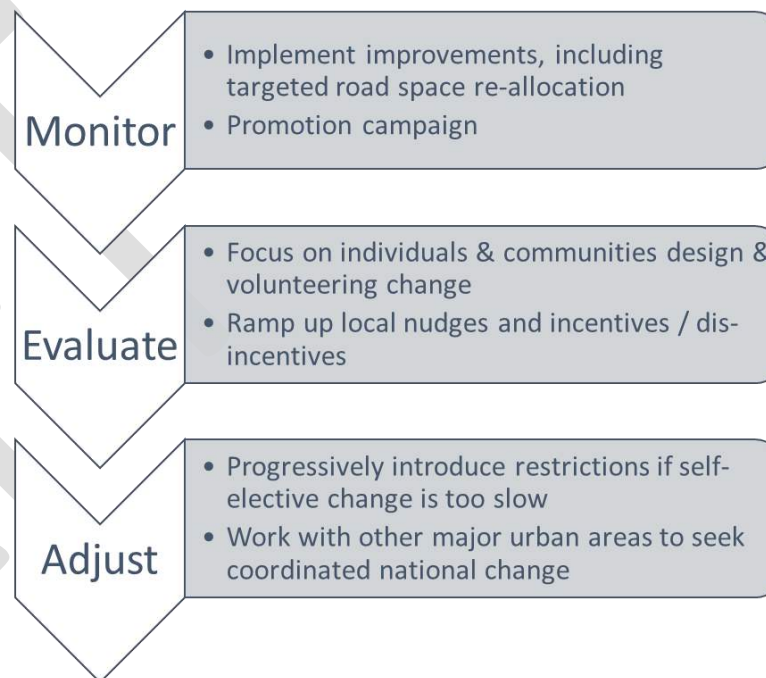 Monitor
• Implement improvements, including
targeted road space re-allocation
• Promotion campaign
Evaluate
• Focus on individuals & communities design &
volunteering change
• Ramp up local nudges and incentives / dis-
incentives
Adjust
• Progressively introduce restrictions if self-
elective change is too slow
• Work with other major urban areas to seek
coordinated national change